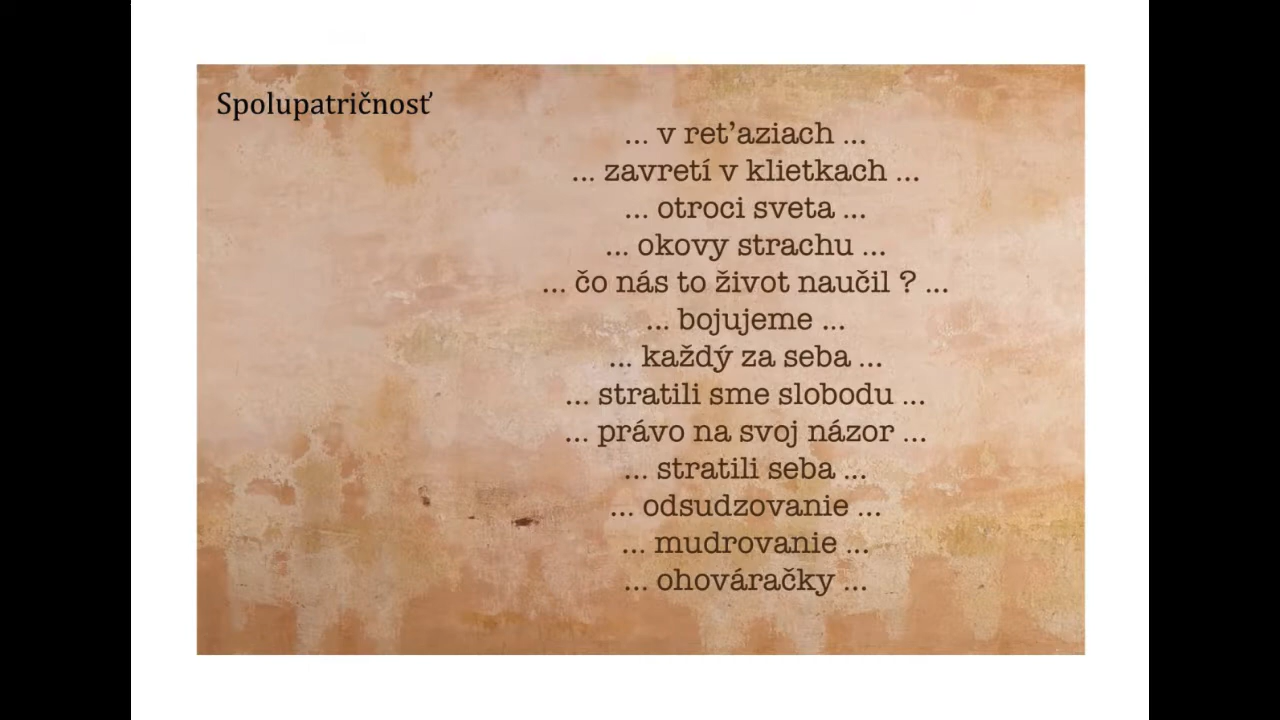 Spolupatričnosť
... v reťaziach ...
... zavretí v klietkach ...
... otroci sveta ...
... okovy strachu ...
... čo nás to život naučil ? ...
... bojujeme ...
... každý za seba ...
... stratili sme slobodu ...
... právo na svoj názor ...
... stratili seba ...
... odsudzovanie ...
... mudrovanie ...
... ohováračky ...